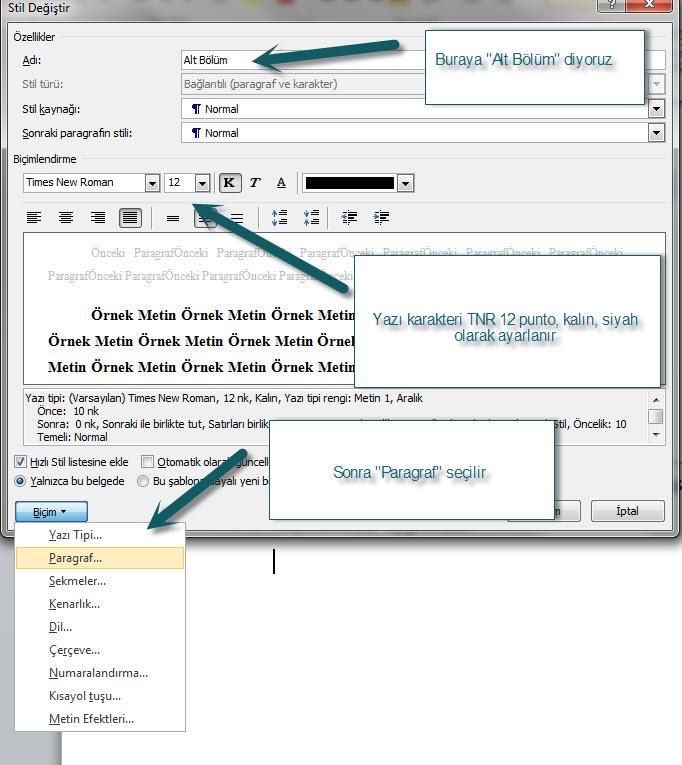 Stil Değiştir
Özellikler
Adı:
Alt Bölüm
Buraya "Alt Bölüm" diyoruz
Stil türü:
Bağlantılı (paragraf ve karakter)
Stil kaynağı:
¶ Normal
Sonraki paragrafın stili:
¶ Normal
Biçimlendirme
Times New Roman
12
K T A
Önceki ParagrafÖnceki ParagrafÖnceki ParagrafÖnceki ParagrafÖnceki
ParagrafÖnceki ParagrafÖnceki ParagrafÖnceki Paragraf
Örnek Metin Örnek Metin Örnek Metin
Örnek Metin Örnek Metin Örnek Metin
Metin Örnek Metin Örnek Metin Örnek
Yazı karakteri TNR 12 punto, kalın, siyah
olarak ayarlanır
Yazı tipi: (Varsayılan) Times New Roman, 12 nk, Kalın, Yazı tipi rengi: Metin 1, Aralık
Önce: 10 nk
Sonra: 0 nk, Sonraki ile birlikte tut, Satırları
Stil, Öncelik: 10
Temeli: Normal
Sonra "Paragraf" seçilir
Hızlı Stil listesine ekle
Otomatik olarak
Yalnızca bu belgede
Bu
yeni
Biçim
İptal
Yazı Tipi...
Paragraf...
Sekmeler...
Kenarlık...
Dil...
Çerçeve...
Numaralandırma...
Kısayol tuşu...
Metin Efektleri...